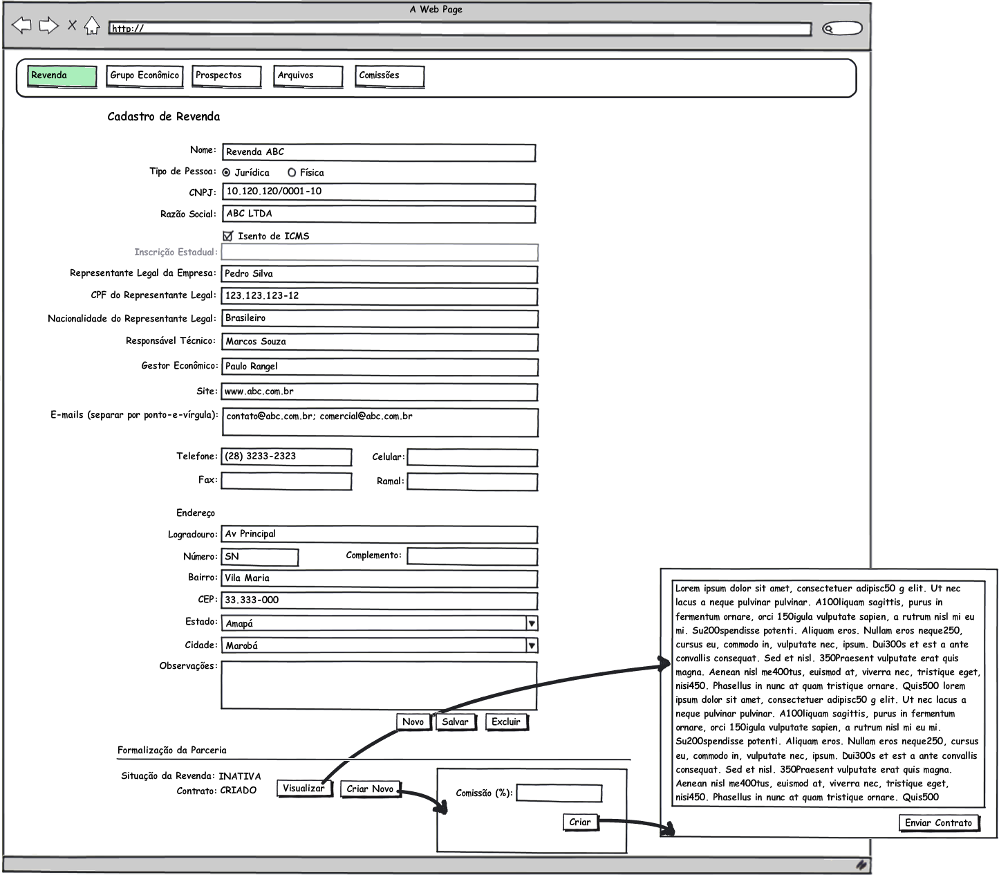 A Web Page
http://
Revenda
Grupo Econômico
Prospectos
Arquivos
Comissões
Cadastro de Revenda
Nome: Revenda ABC
Tipo de Pessoa: Jurídica Física
CNPJ: 10.120.120/0001-10
Razão Social: ABC LTDA
Isento de ICMS
Inscrição Estadual:
Representante Legal da Empresa: Pedro Silva
CPF do Representante Legal: 123.123.123-12
Nacionalidade do Representante Legal: Brasileiro
Responsável Técnico: Marcos Souza
Gestor Econômico: Paulo Rangel
Site: www.abc.com.br
E-mails (separar por ponto-e-vírgula): contato@abc.com.br; comercial@abc.com.br
Telefone: (28) 3233-2323 Celular:
Fax: Ramal:
Endereço
Logradouro: Av Principal
Número: SN Complemento:
Bairro: Vila Maria
CEP: 33.333-000
Estado: Amapá
Cidade: Marobá
Observações:
Novo Salvar Excluir
Formalização da Parceria
Situação da Revenda: INATIVA
Contrato: CRIADO
Visualizar Criar Novo
Comissão (%):
Criar
Lorem ipsum dolor sit amet, consectetuer adipisc50 g elit. Ut nec
lacus a neque pulvinar pulvinar. A100liquam sagittis, purus in
fermentum ornare, orci 150igula vulputate sapien, a rutrum nisl mi eu
mi. Su200spendisse potenti. Aliquam eros. Nullam eros neque250,
cursus eu, commodo in, vulputate nec, ipsum. Dui300s et est a ante
convallis consequat. Sed et nisl. 350Praesent vulputate erat quis
magna. Aenean nisl me400tus, euismod at, viverra nec, tristique eget,
nisi450. Phasellus in nunc at quam tristique ornare. Quis500 lorem
ipsum dolor sit amet, consectetuer adipisc50 g elit. Ut nec lacus a
neque pulvinar pulvinar. A100liquam sagittis, purus in fermentum
ornare, orci 150igula vulputate sapien, a rutrum nisl mi eu mi.
Su200spendisse potenti. Aliquam eros. Nullam eros neque250, cursus
eu, commodo in, vulputate nec, ipsum. Dui300s et est a ante convallis
consequat. Sed et nisl. 350Praesent vulputate erat quis magna.
Aenean nisl me400tus, euismod at, viverra nec, tristique eget,
nisi450. Phasellus in nunc at quam tristique ornare. Quis500
Enviar Contrato